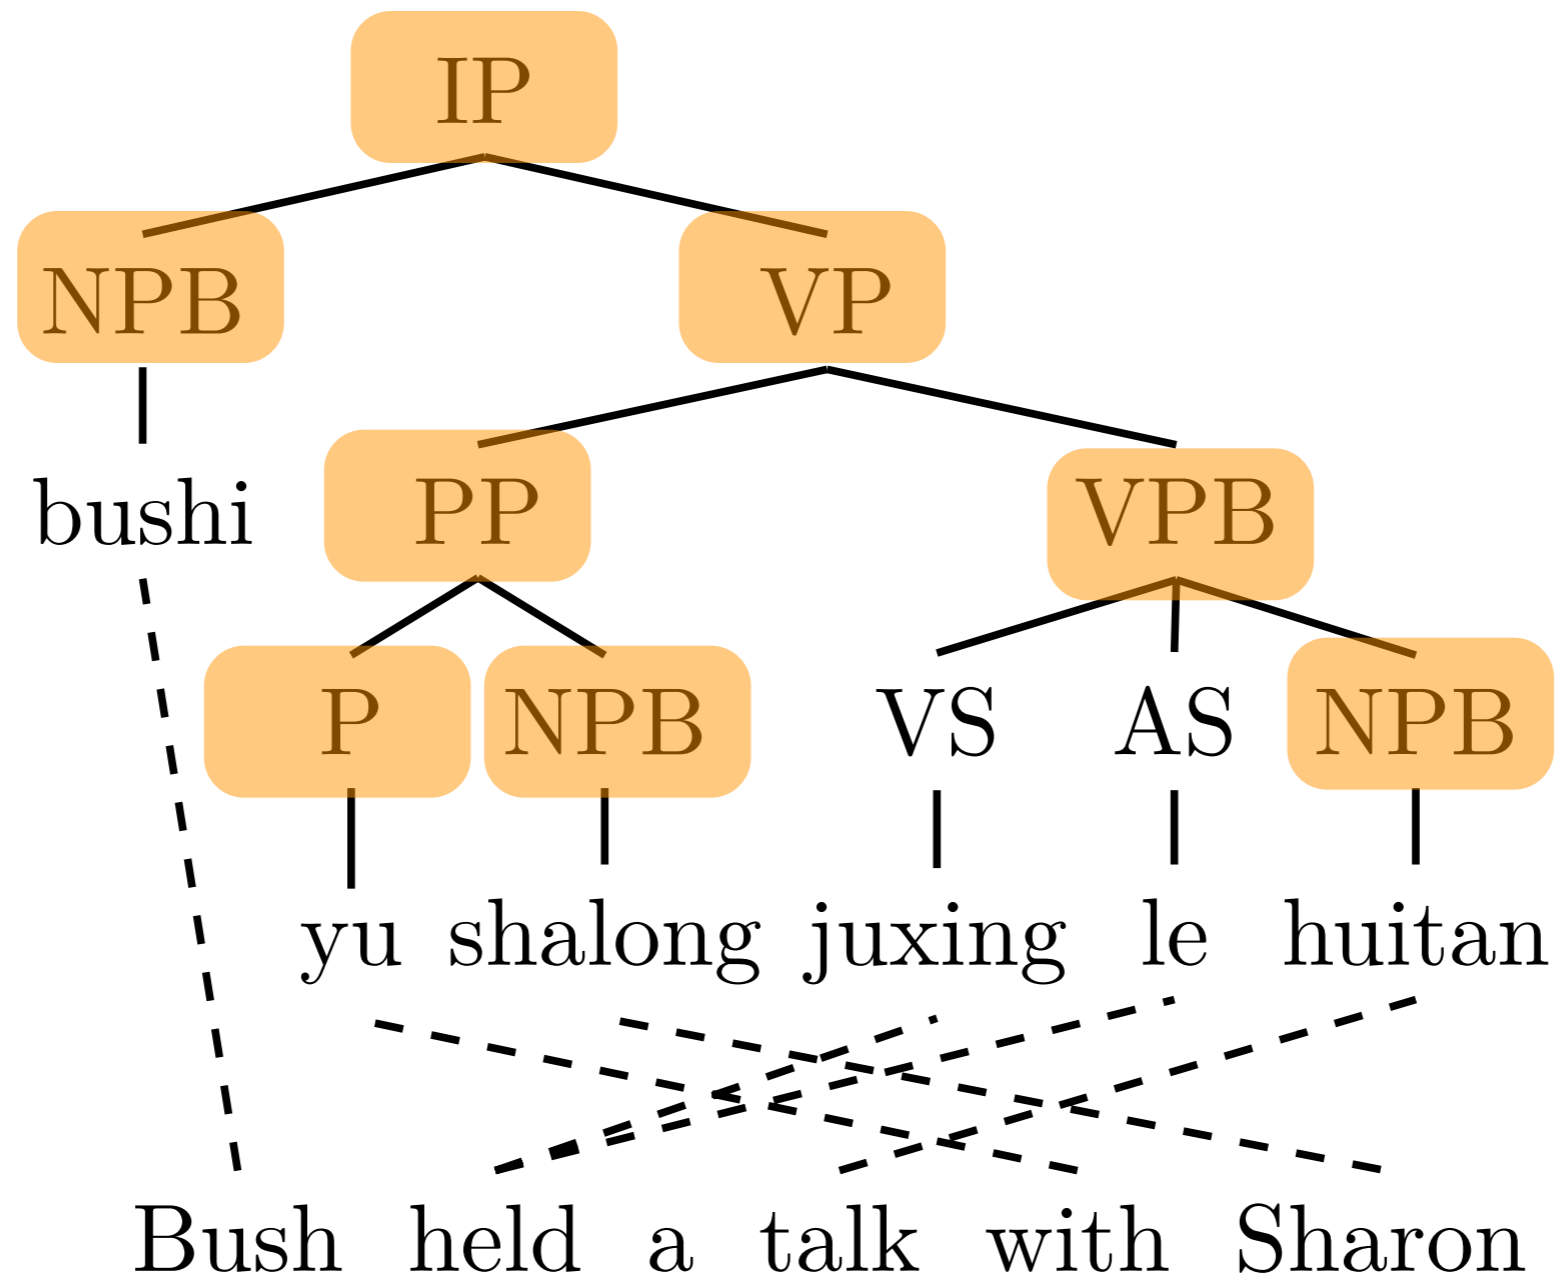 IP
NPB VP
bushi PP VPB
P NPB VS AS NPB
yu shalong juxing le huitan
Bush held a talk with Sharon